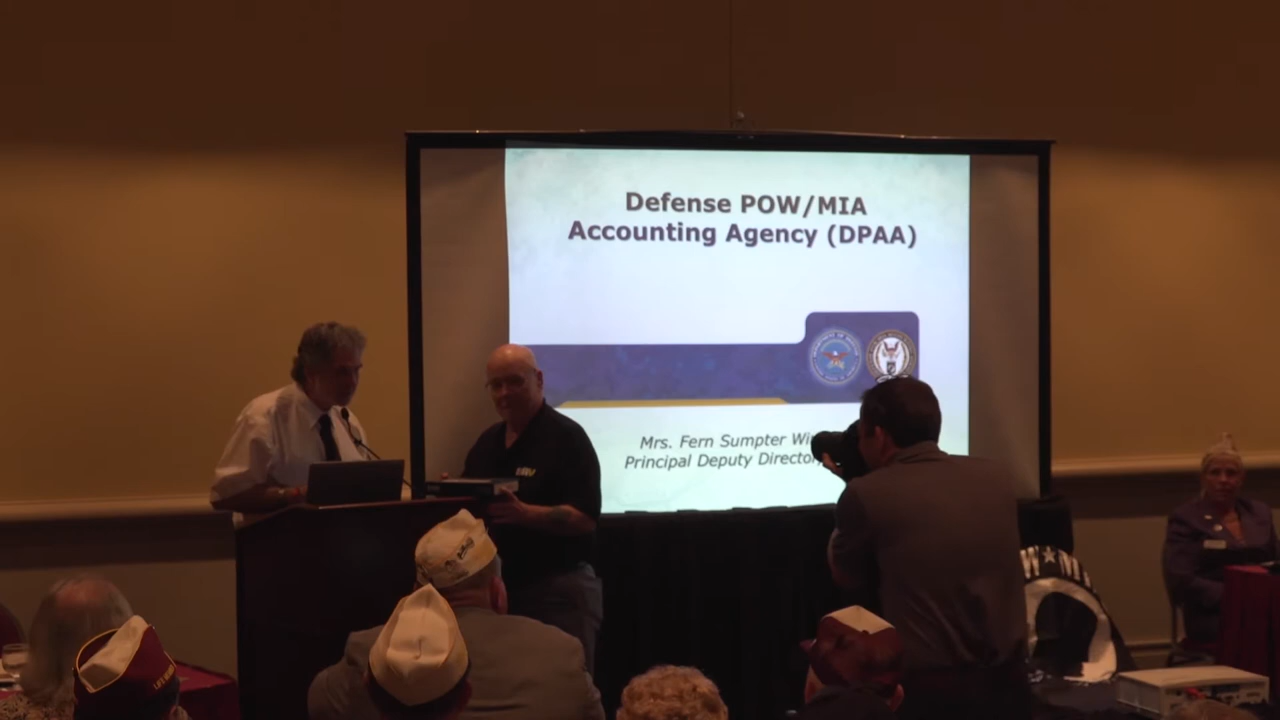 Defense POW/MIA
Accounting Agency (DPAA)
Mrs. Fern Sumpter
Principal Deputy Director